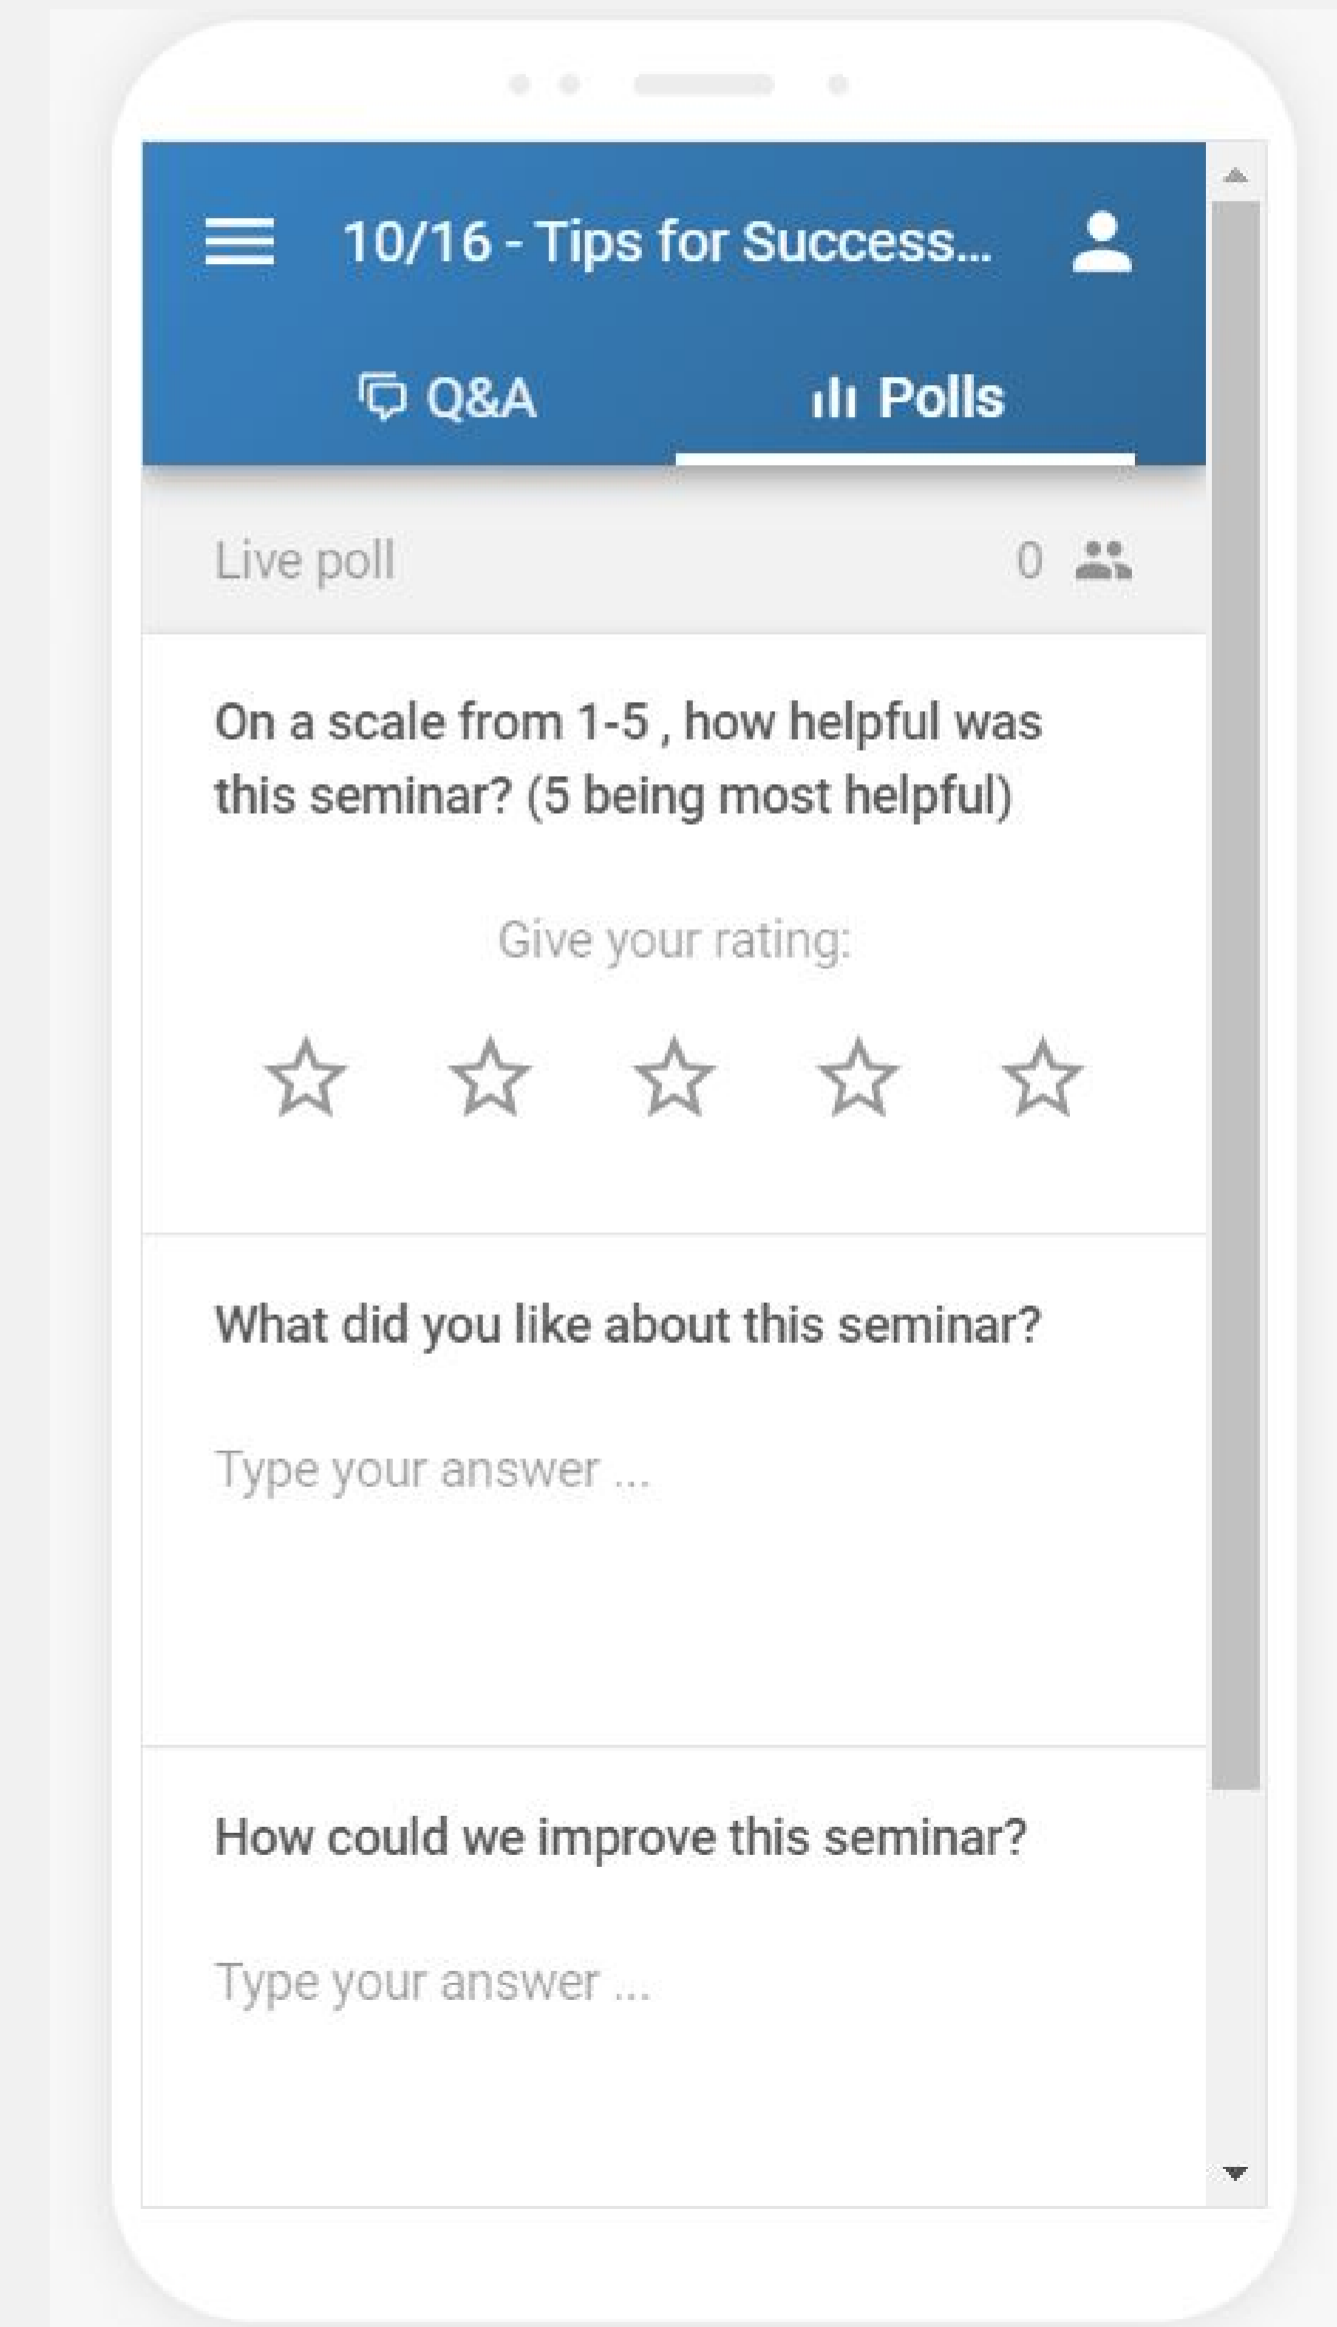 10/16 - Tips for Success...
Q&A
Polls
Live poll
0
On a scale from 1-5 , how helpful was
this seminar? (5 being most helpful)
Give your rating:
What did you like about this seminar?
Type your answer ...
How could we improve this seminar?
Type your answer ...